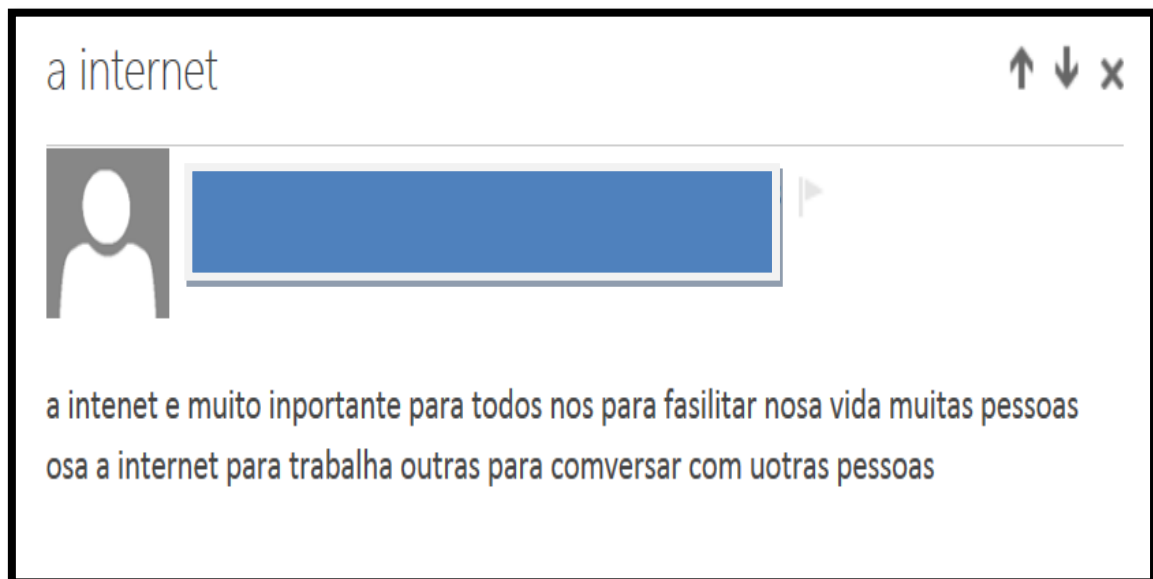 a internet
a intenet e muito inportante para todos nos para fasilitar nosa vida muitas pessoas
osa a internet para trabalha outras para comversar com uotras pessoas